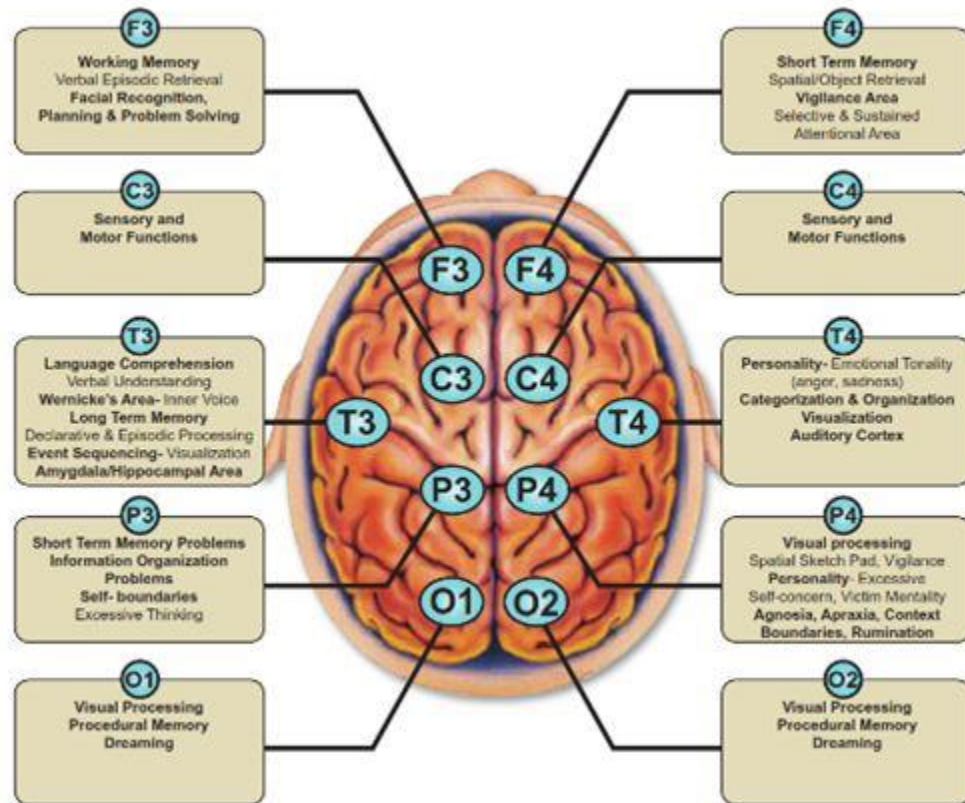 F3
Working Memory
Verbal Episodic Retrieval
Facial Recognition,
Planning & Problem Solving
F4
Short Term Memory
Spatial/Object Retrieval
Vigilance Area
Selective & Sustained
Attentional Area
C3
Sensory and
Motor Functions
C4
Sensory and
Motor Functions
F3
F4
C3
C4
T3
T4
P3
P4
O1
O2
T3
Language Comprehension
Verbal Understanding
Wernicke's Area- Inner Voice
Long Term Memory
Declarative & Episodic Processing
Event Sequencing- Visualization
Amygdala/Hippocampal Area
T4
Personality- Emotional Tonality
(anger, sadness)
Categorization & Organization
Visualization
Auditory Cortex
P3
Short Term Memory Problems
Information Organization
Problems
Self- boundaries
Excessive Thinking
P4
Visual processing
Spatial Sketch Pad, Vigilance
Personality- Excessive
Self-concern, Victim Mentality
Agnosia, Apraxia, Context
Boundaries, Rumination
O1
Visual Processing
Procedural Memory
Dreaming
O2
Visual Processing
Procedural Memory
Dreaming